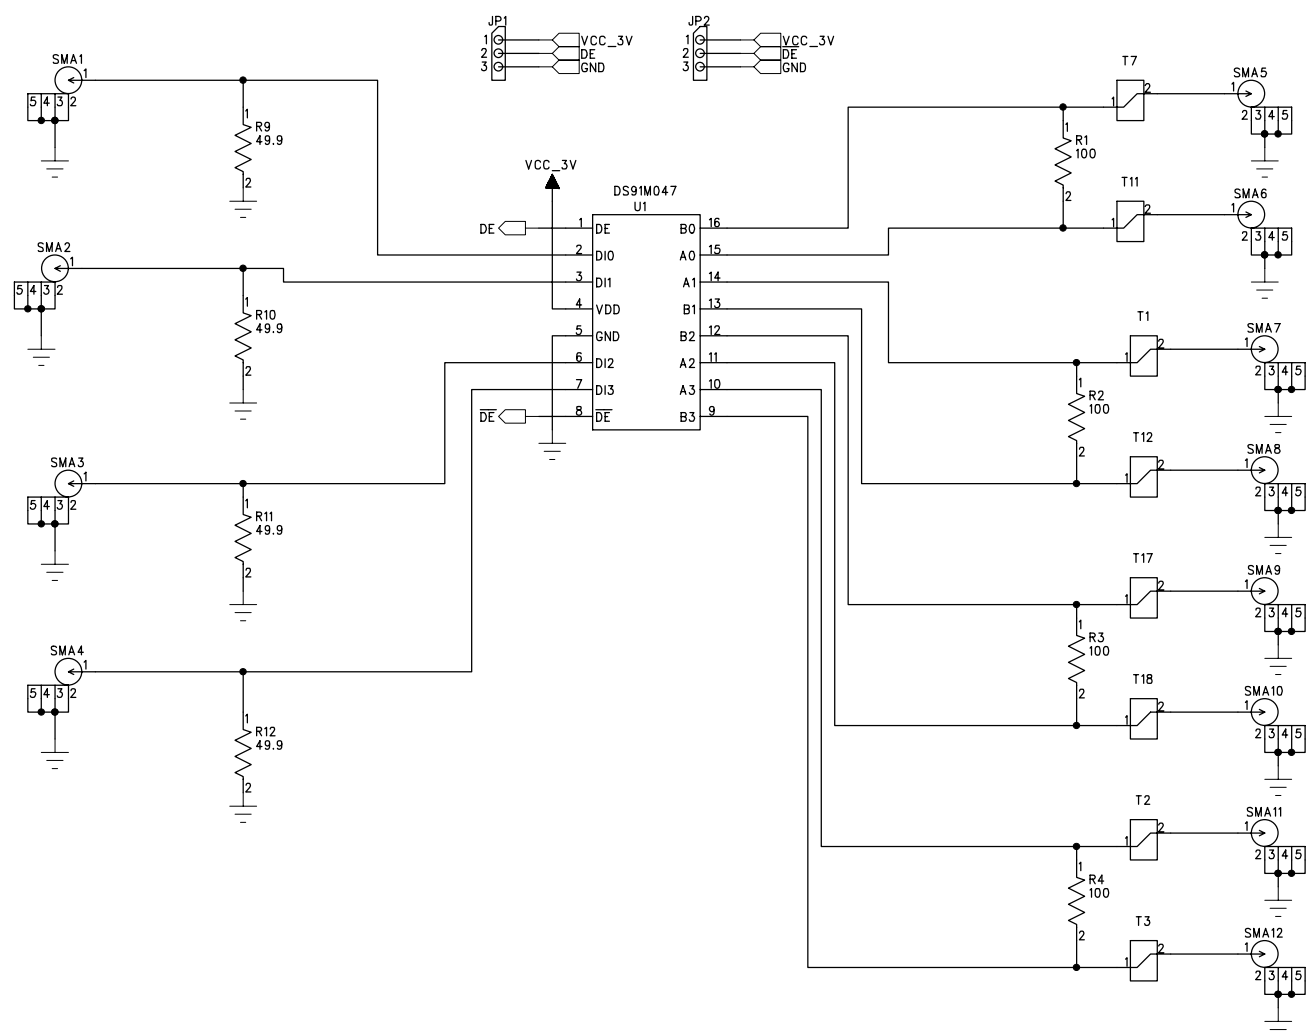 JP1
1 VCC_3V
2 DE
3 GND
JP2
1 VCC_3V
2 D̅E̅
3 GND
SMA1
1
5 4 3 2
1
R9
49.9
2
SMA2
1
5 4 3 2
1
R10
49.9
2
SMA3
1
5 4 3 2
1
R11
49.9
2
SMA4
1
5 4 3 2
1
R12
49.9
2
VCC_3V
DS91M047
U1
DE 1 DE B0 16
2 DI0 A0 15
3 DI1 A1 14
4 VDD B1 13
5 GND B2 12
6 DI2 A2 11
7 DI3 A3 10
D̅E̅ 8 D̅E̅ B3 9
T7
1 2
SMA5
1
2 3 4 5
1
R1
100
2
T11
1 2
SMA6
1
2 3 4 5
T1
1 2
SMA7
1
2 3 4 5
1
R2
100
2
T12
1 2
SMA8
1
2 3 4 5
T17
1 2
SMA9
1
2 3 4 5
1
R3
100
2
T18
1 2
SMA10
1
2 3 4 5
T2
1 2
SMA11
1
2 3 4 5
1
R4
100
2
T3
1 2
SMA12
1
2 3 4 5